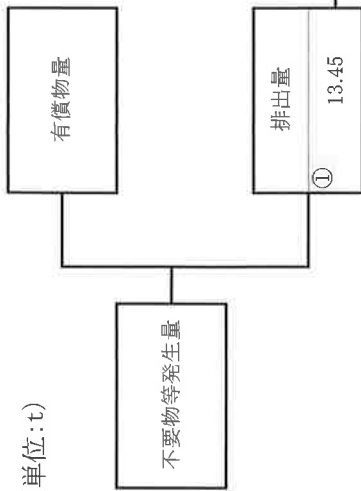 単位:t)
不要物等発生量
有償物量
排出量
①
13.45